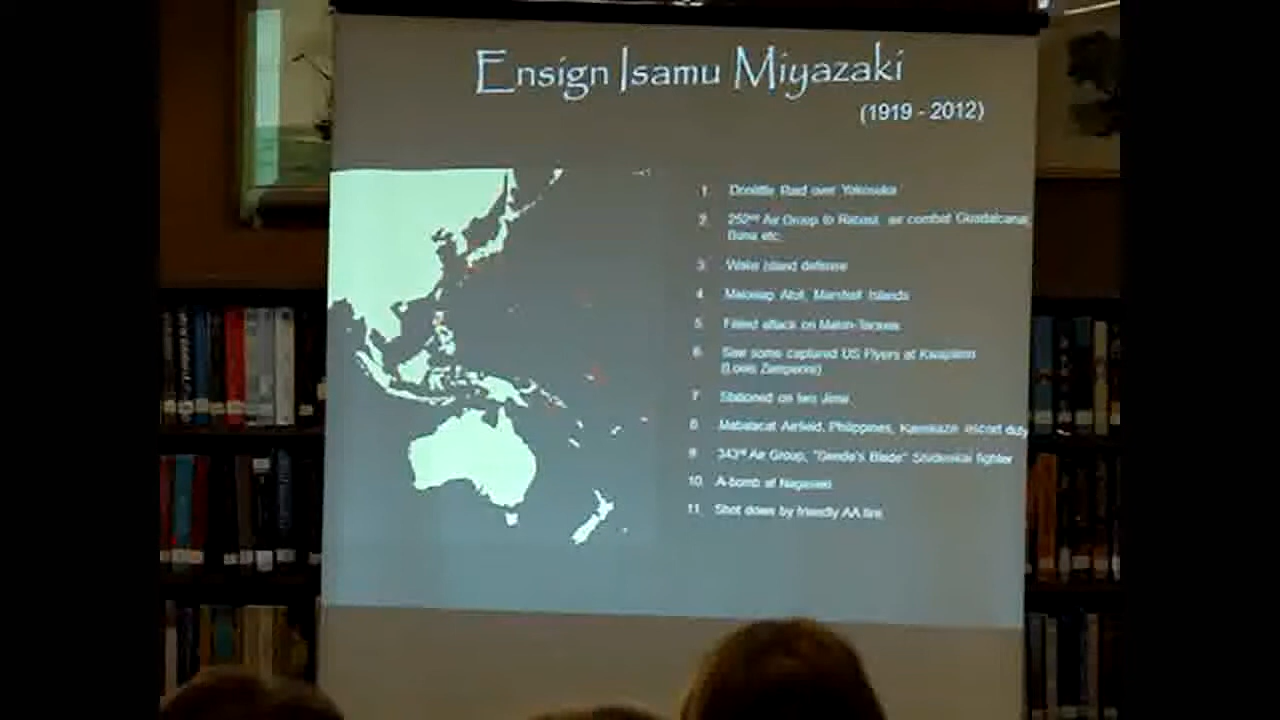 Ensign Isamu Miyazaki
(1919 - 2012)
1. Doolittle Raid over Yokosuka
2. 252nd Air Group to Rabaul, air combat Guadalcanal,
Buna etc.
3. Wake Island defense
4. Maloelap Atoll, Marshall Islands
5. attack on
6. Saw some captured US Flyers at Kwajalein
(Louis Zamperini)
7. Stationed on Iwo Jima
8. Mabalacat Airfield, Philippines, Kamikaze escort duty
9. 343rd Air Group, "Genda's Blade" Shidenkai fighter
10. A-bomb at Nagasaki
11. Shot down by friendly AA fire